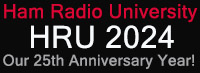 Ham Radio University
HRU 2024
Our 25th Anniversary Year!